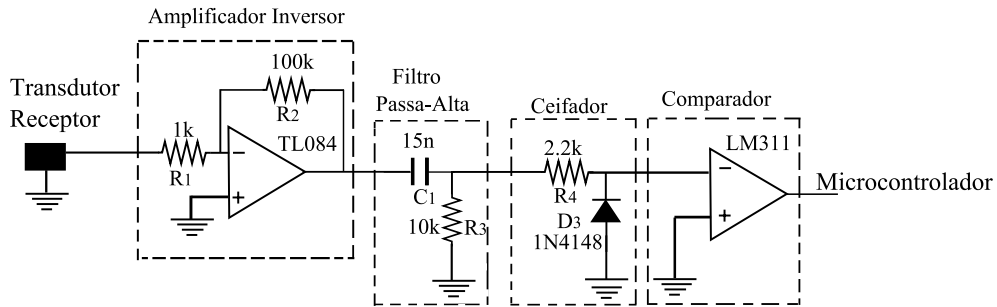 Amplificador Inversor
Transdutor
Receptor
100k
R2
1k
R1
TL084
Filtro
Passa-Alta
15n
C1
10k
R3
Ceifador
2.2k
R4
D3
1N4148
Comparador
LM311
Microcontrolador